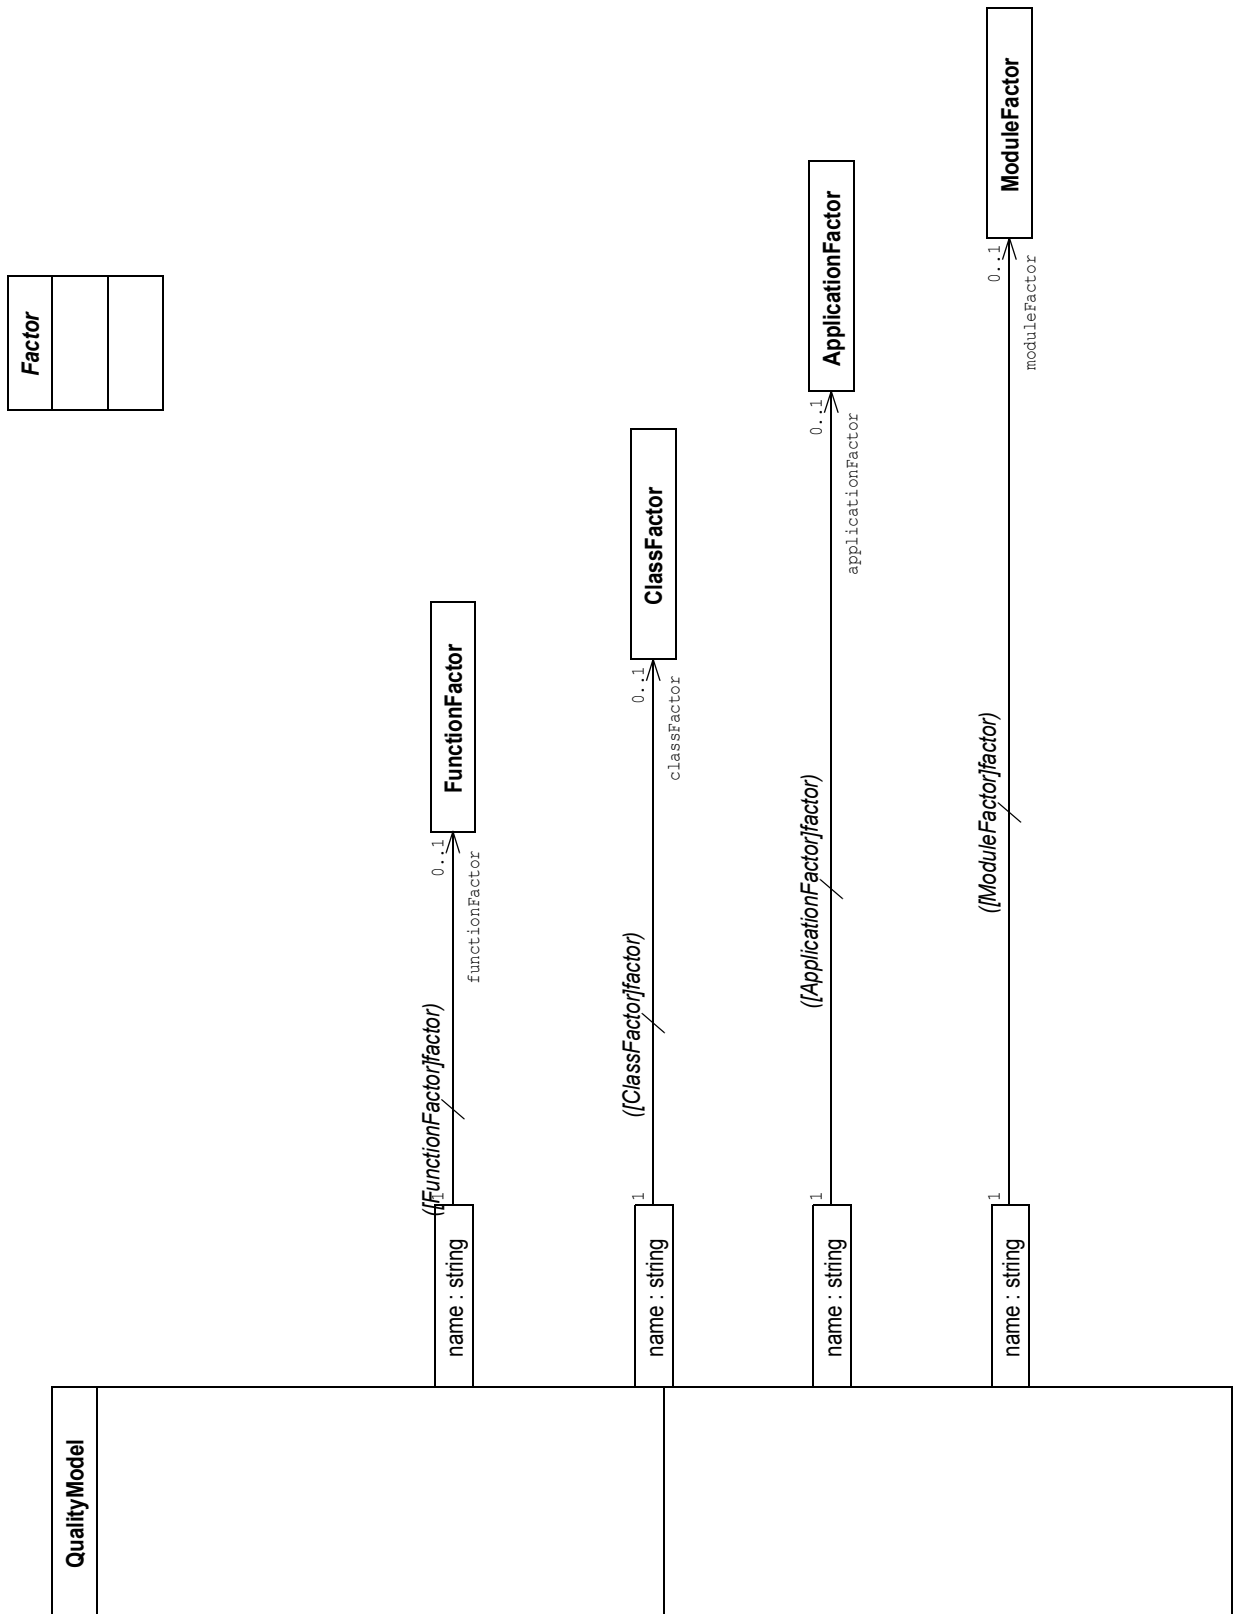 Factor
QualityModel
name : string
1
([FunctionFactor]factor)
functionFactor
0..1
FunctionFactor
name : string
1
([ClassFactor]factor)
classFactor
0..1
ClassFactor
name : string
1
([ApplicationFactor]factor)
applicationFactor
0..1
ApplicationFactor
name : string
1
([ModuleFactor]factor)
moduleFactor
0..1
ModuleFactor